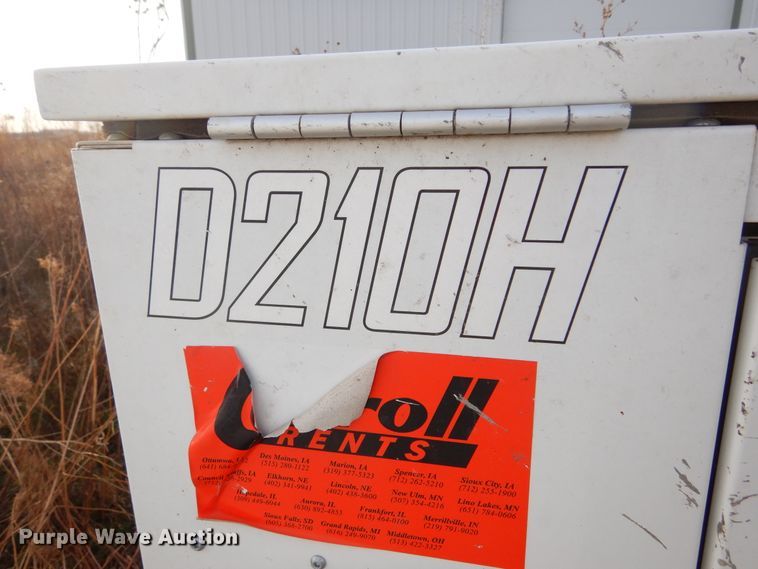 D210H
roll
RENTS
Des Moines, IA Marion, IA Spencer, IA Sioux City, IA
(515) 280-1122 (319) 377-5323 (712) 262-5210 (712) 255-1900
Elkhorn, NE Lincoln, NE New Ulm, MN Lino Lakes, MN
(402) 341-9941 (402) 438-3600 (507) 354-4216 (651) 784-0606
Aurora, IL Frankfort, IL Merrillville, IN
(630) 892-4853 (815) 464-0100 (219) 791-9020
Sioux Falls, SD Grand Rapids, MI Middletown, OH
(605) 368-2700 (616) 249-9070 (513) 422-3327
Purple Wave Auction